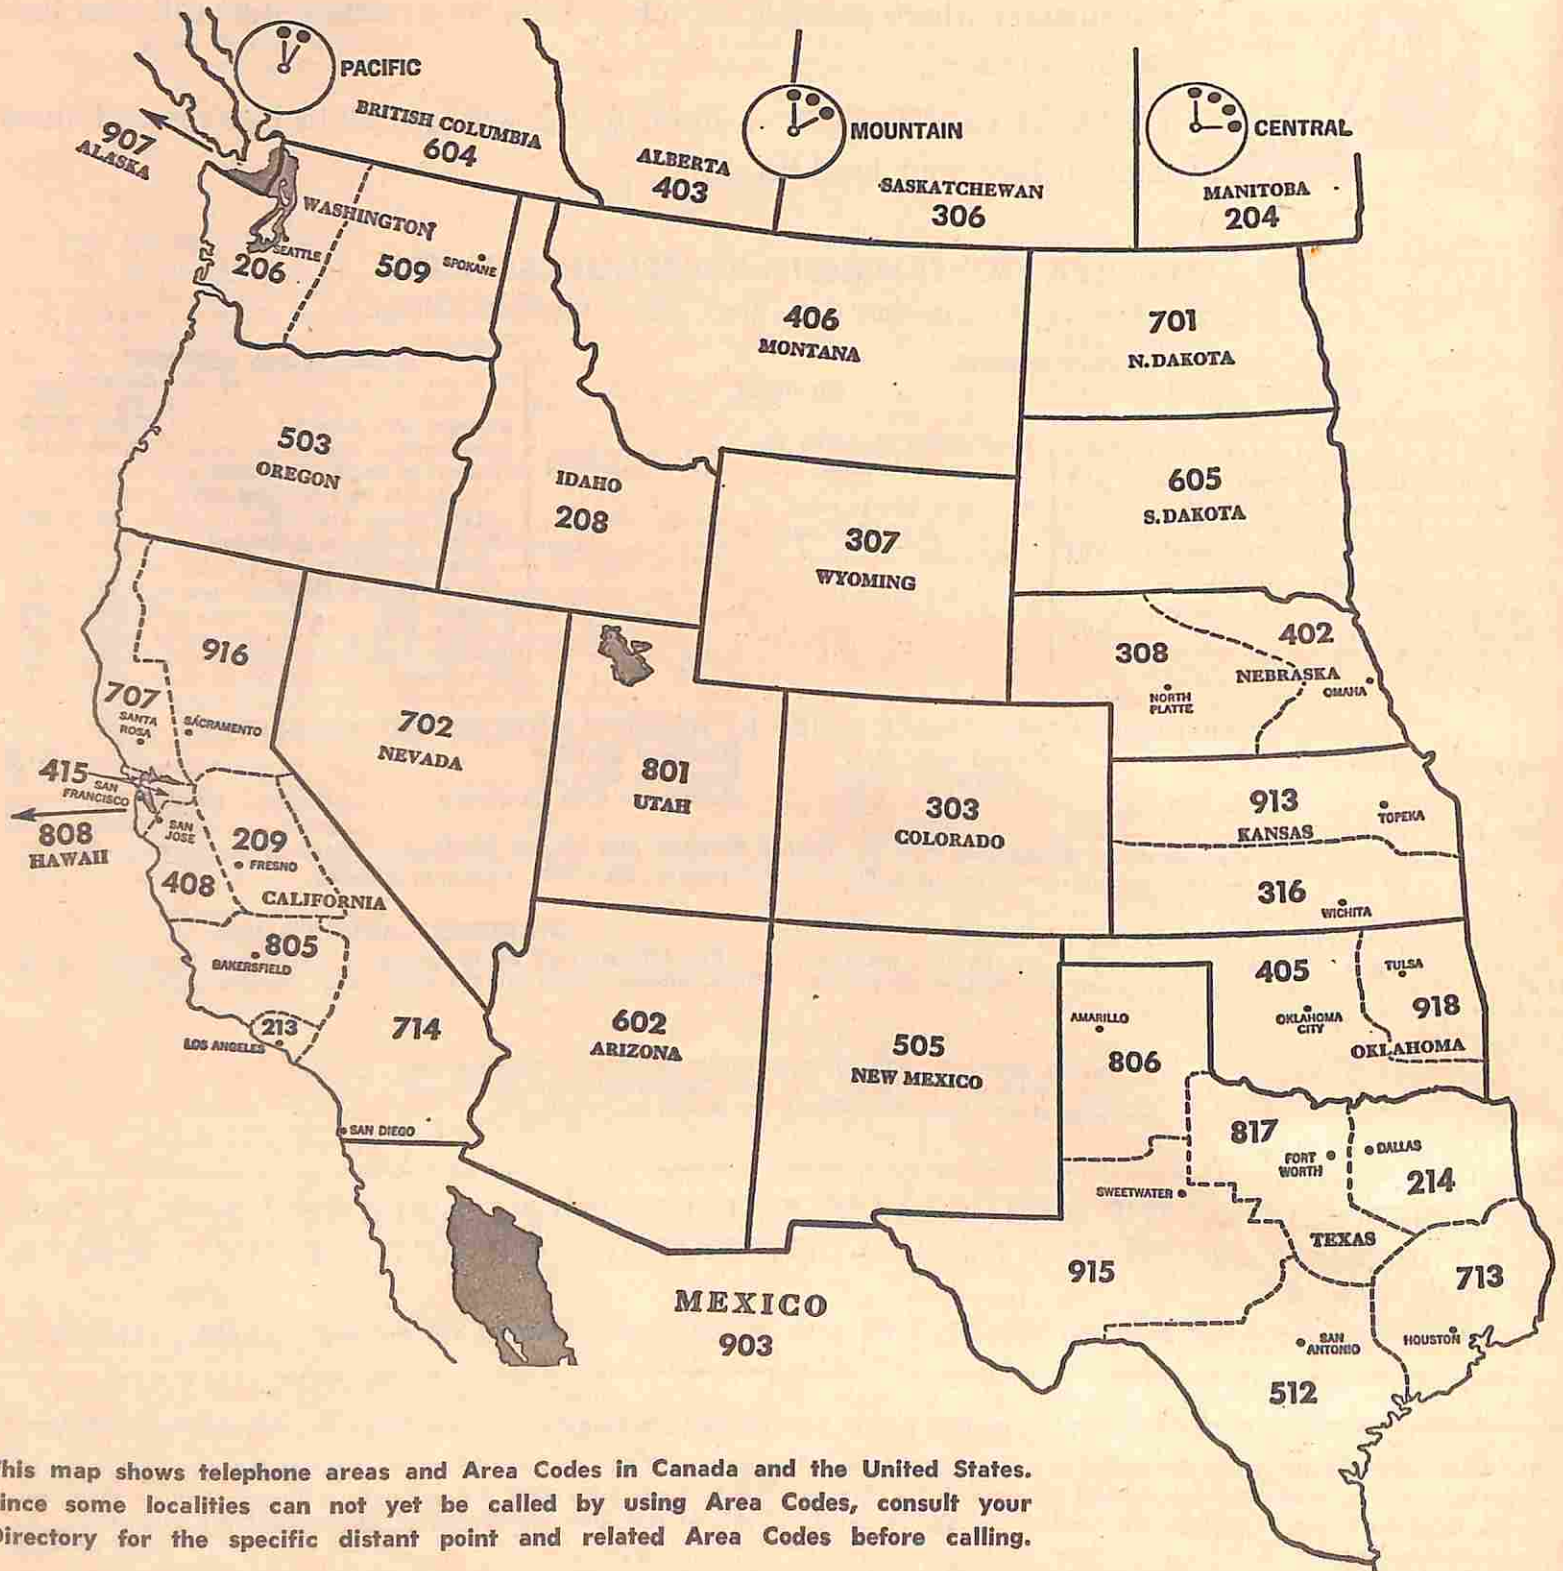 PACIFIC
BRITISH COLUMBIA
604
907
ALASKA
ALBERTA
403
MOUNTAIN
SASKATCHEWAN
306
CENTRAL
MANITOBA
204
WASHINGTON
SEATTLE
206
509
SPOKANE
406
MONTANA
701
N.DAKOTA
503
OREGON
IDAHO
208
307
WYOMING
605
S.DAKOTA
916
707
SANTA
ROSA
SACRAMENTO
702
NEVADA
801
UTAH
303
COLORADO
308
NORTH
PLATTE
402
NEBRASKA
OMAHA
415
SAN
FRANCISCO
808
HAWAII
SAN
JOSE
209
FRESNO
408
CALIFORNIA
805
BAKERSFIELD
213
LOS ANGELES
714
SAN DIEGO
913
KANSAS
TOPEKA
316
WICHITA
602
ARIZONA
505
NEW MEXICO
405
OKLAHOMA
CITY
TULSA
918
OKLAHOMA
AMARILLO
806
817
FORT
WORTH
DALLAS
214
SWEETWATER
TEXAS
915
713
HOUSTON
SAN
ANTONIO
512
MEXICO
903
his map shows telephone areas and Area Codes in Canada and the United States.
ince some localities can not yet be called by using Area Codes, consult your
Directory for the specific distant point and related Area Codes before calling.